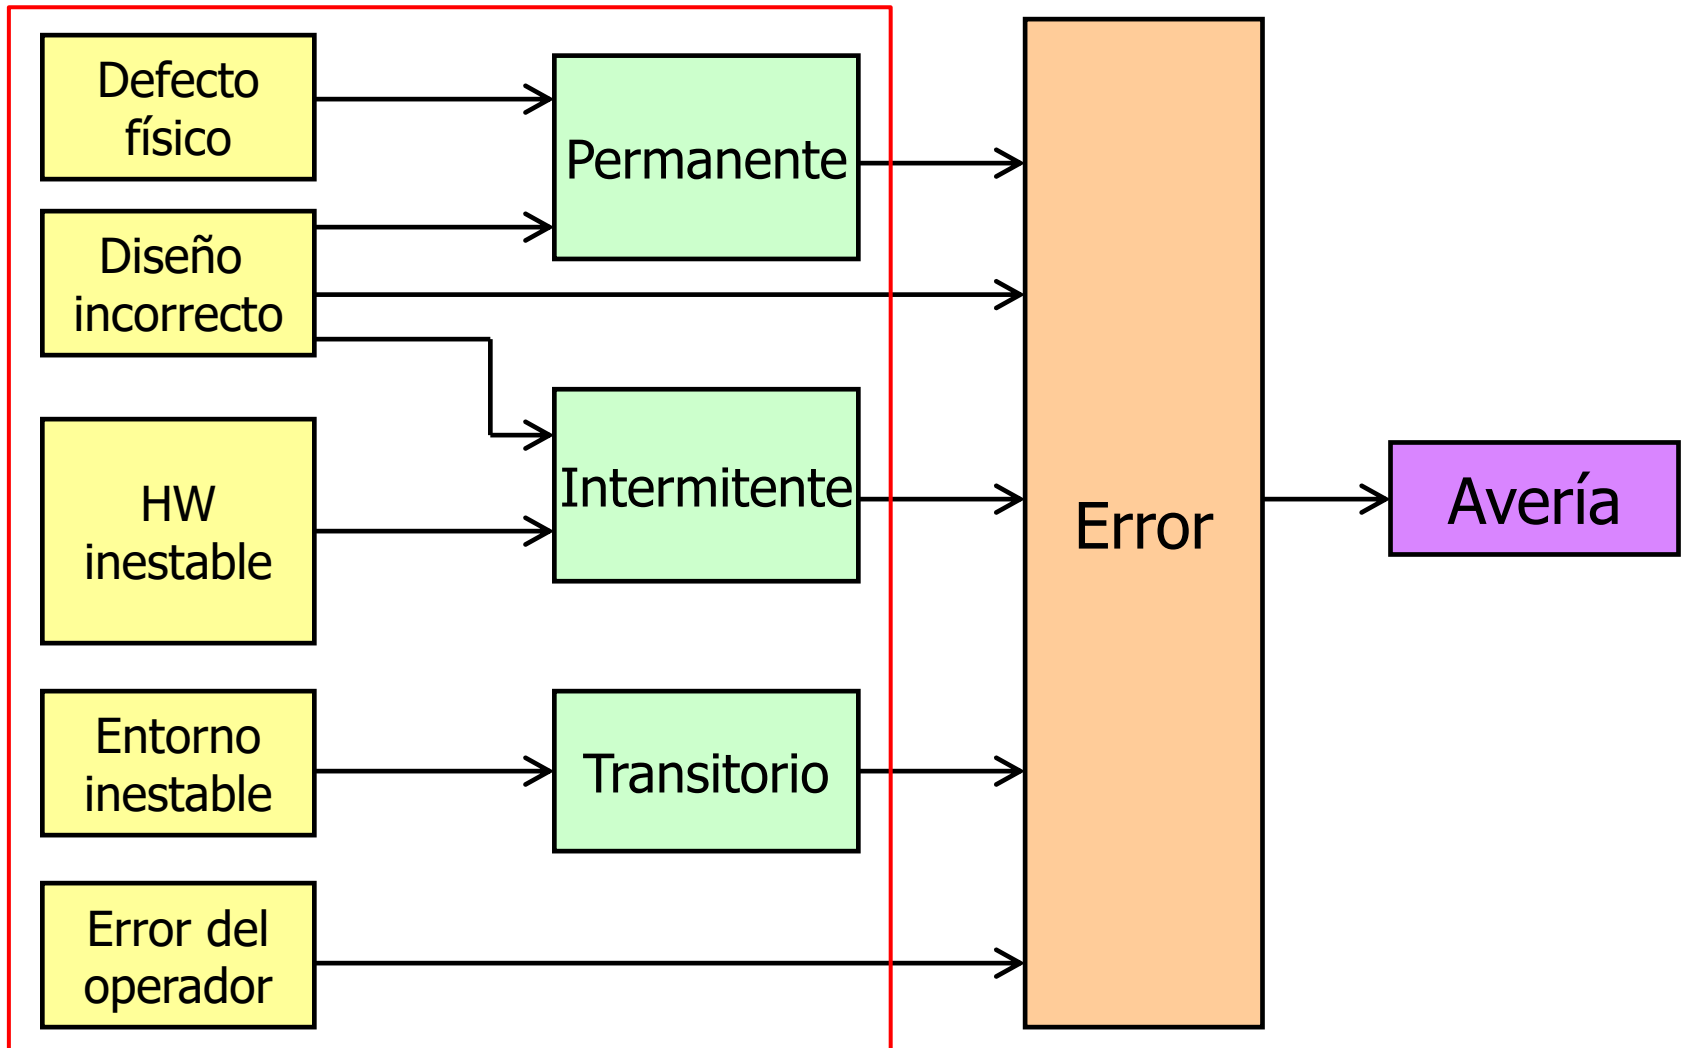 Defecto
físico
Permanente
Diseño
incorrecto
HW
inestable
Intermitente
Entorno
inestable
Transitorio
Error del
operador
Error
Avería